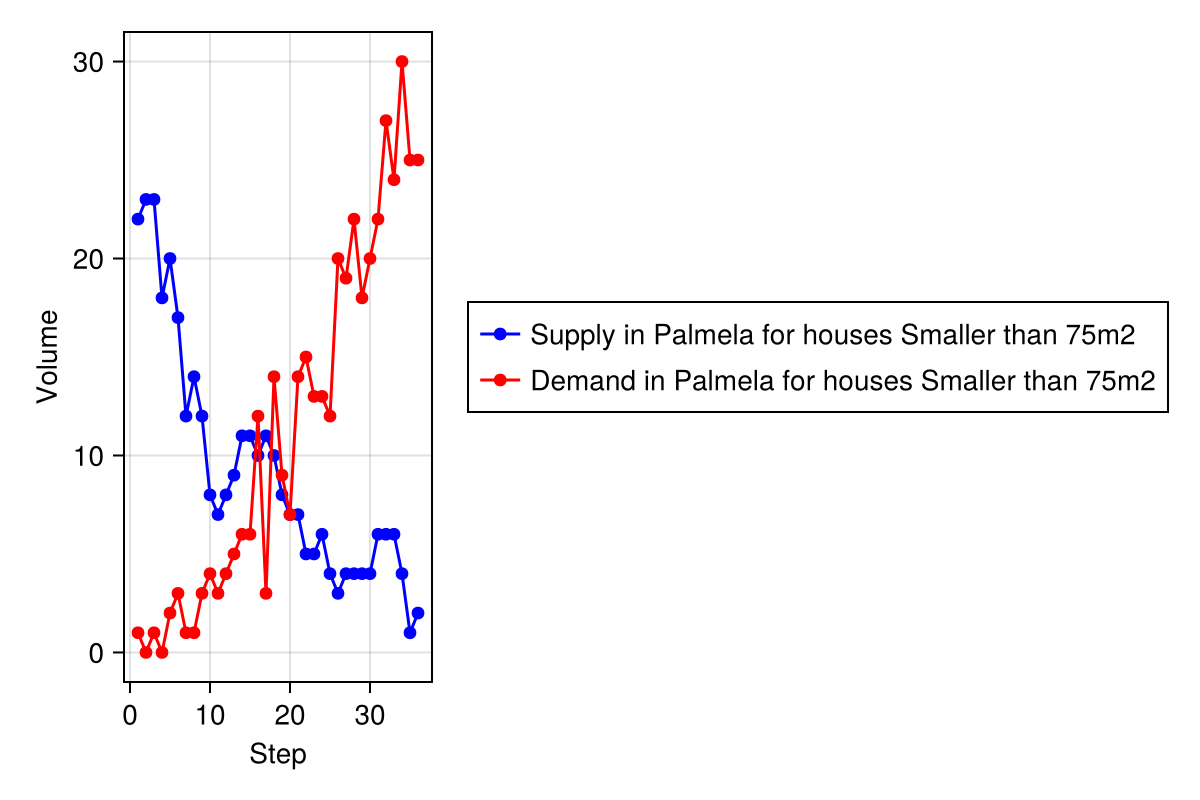 30
20
10
0
Volume
0 10 20 30
Step
Supply in Palmela for houses Smaller than 75m2
Demand in Palmela for houses Smaller than 75m2